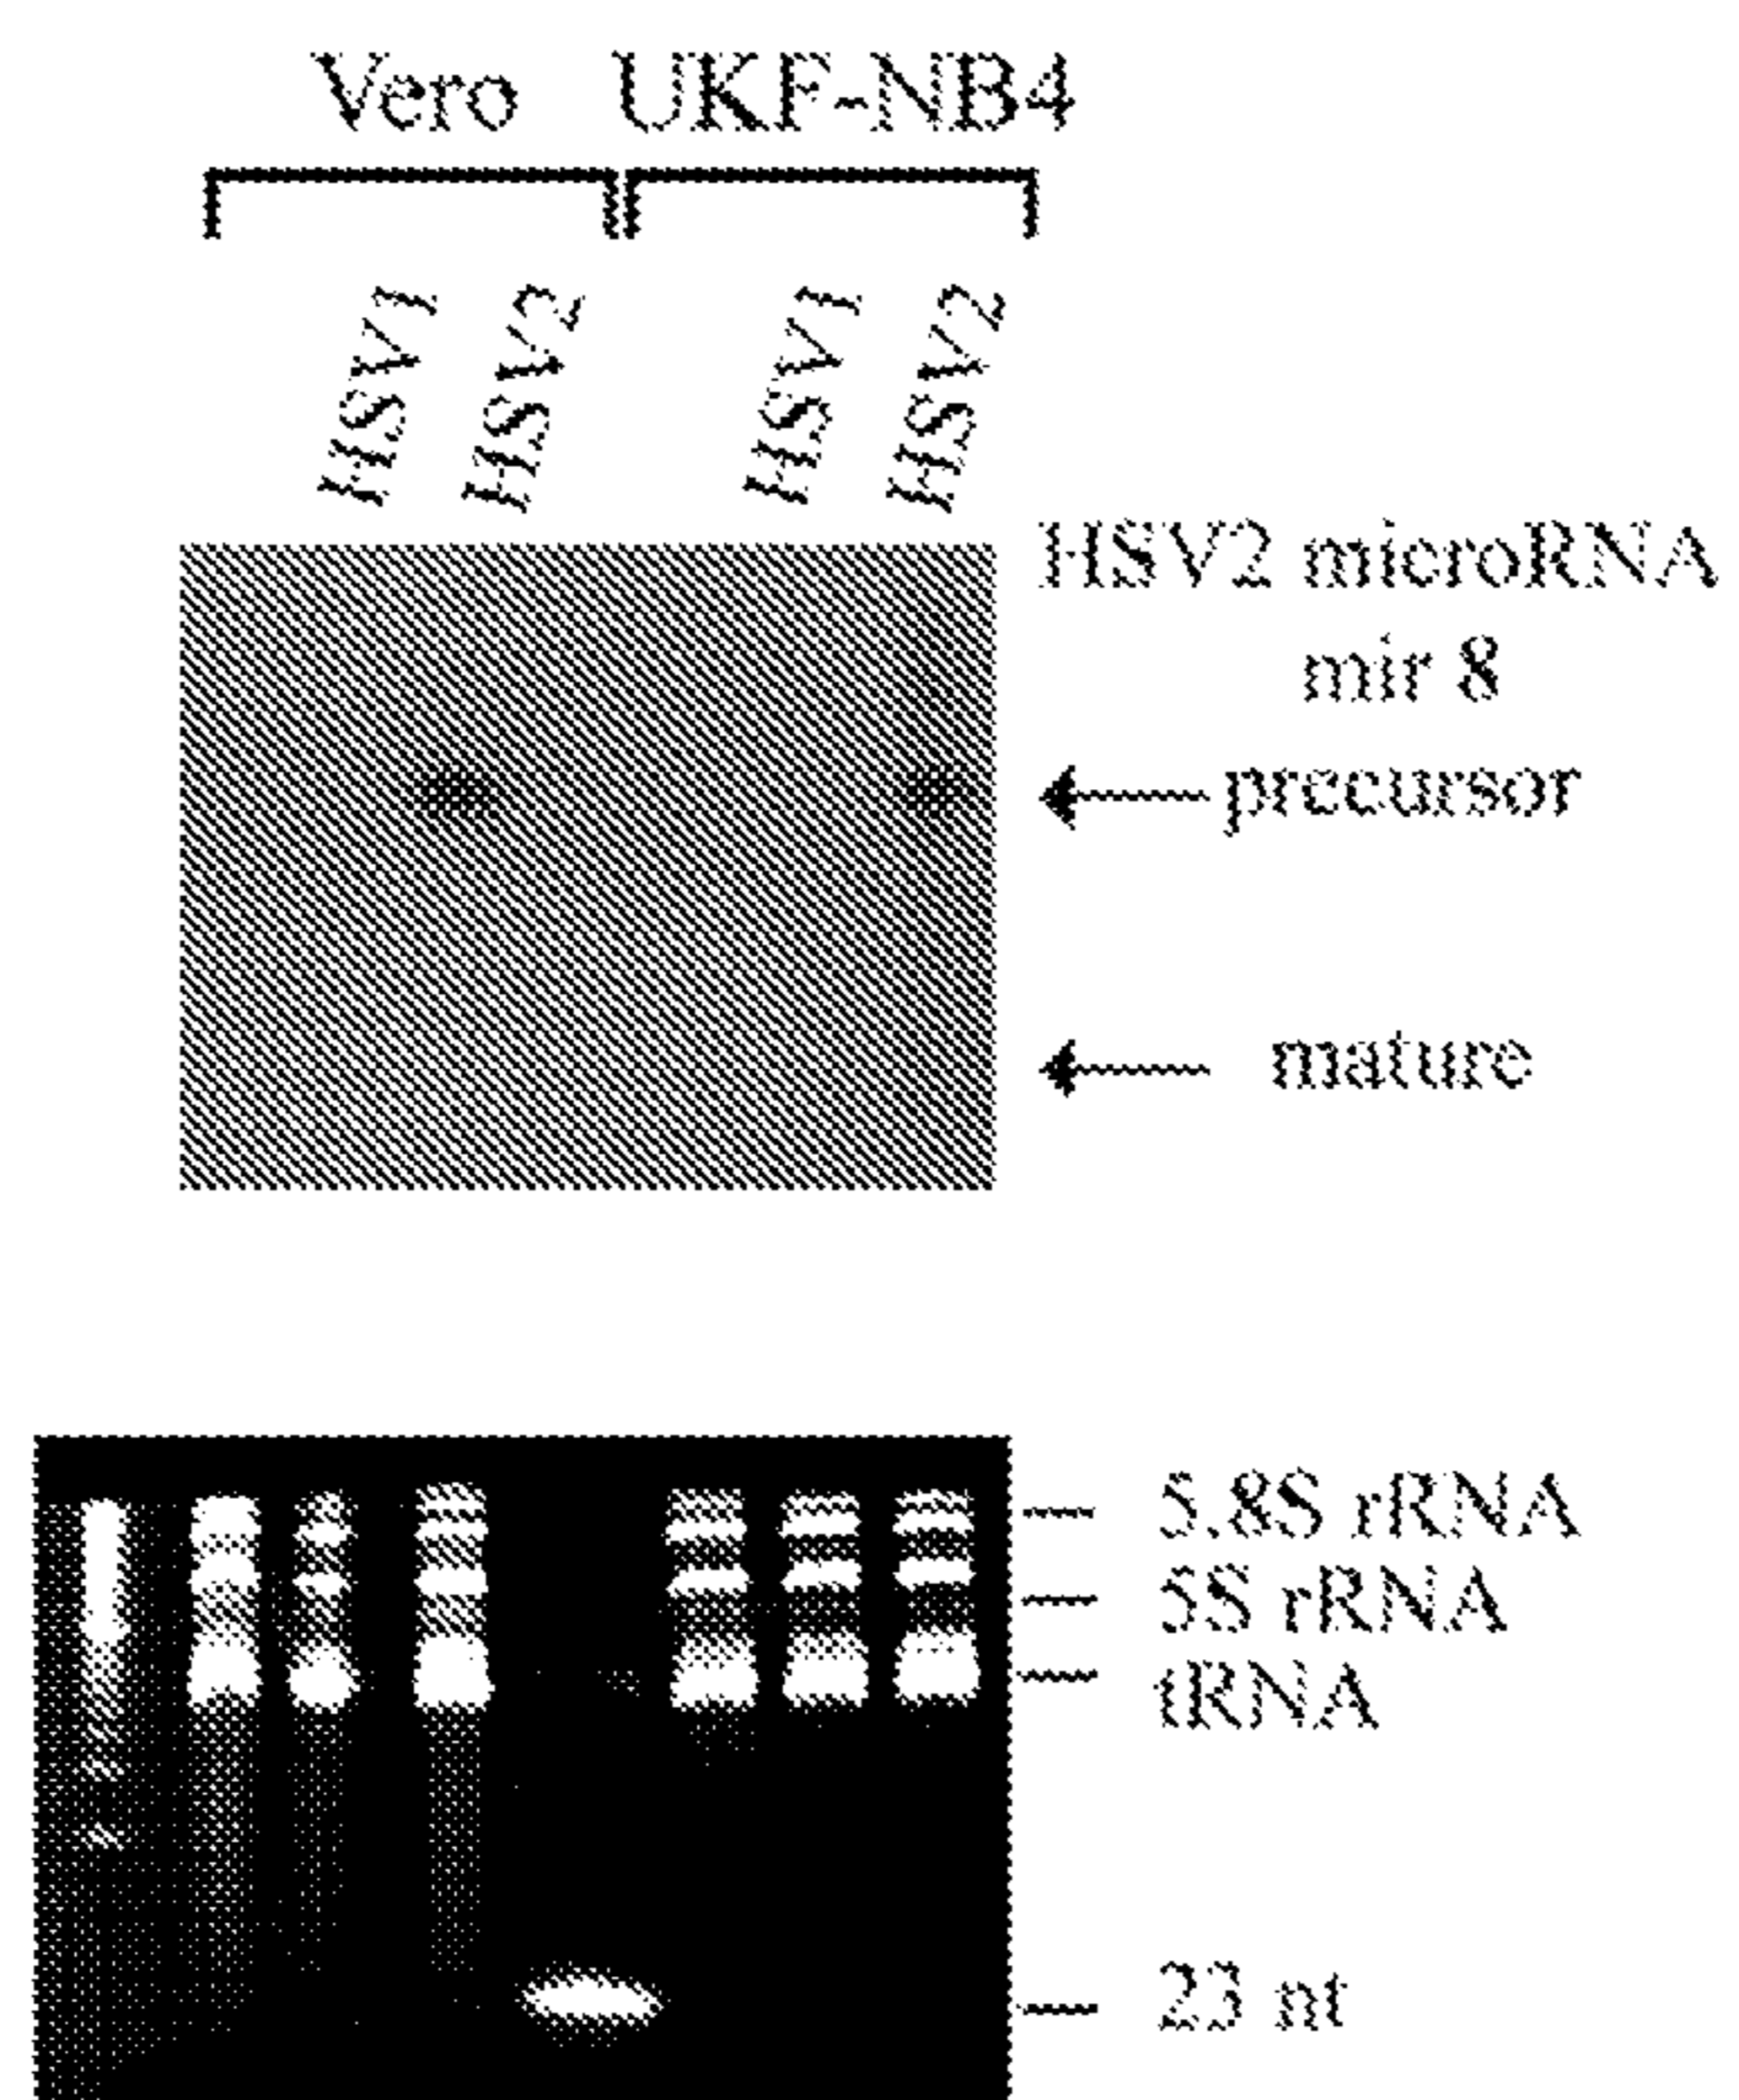 Vero UKF-NB4
HSV1 HSV2 HSV1 HSV2
HSV2 microRNA
mir 8
precursor
mature
5.8S rRNA
5S rRNA
tRNA
23 nt